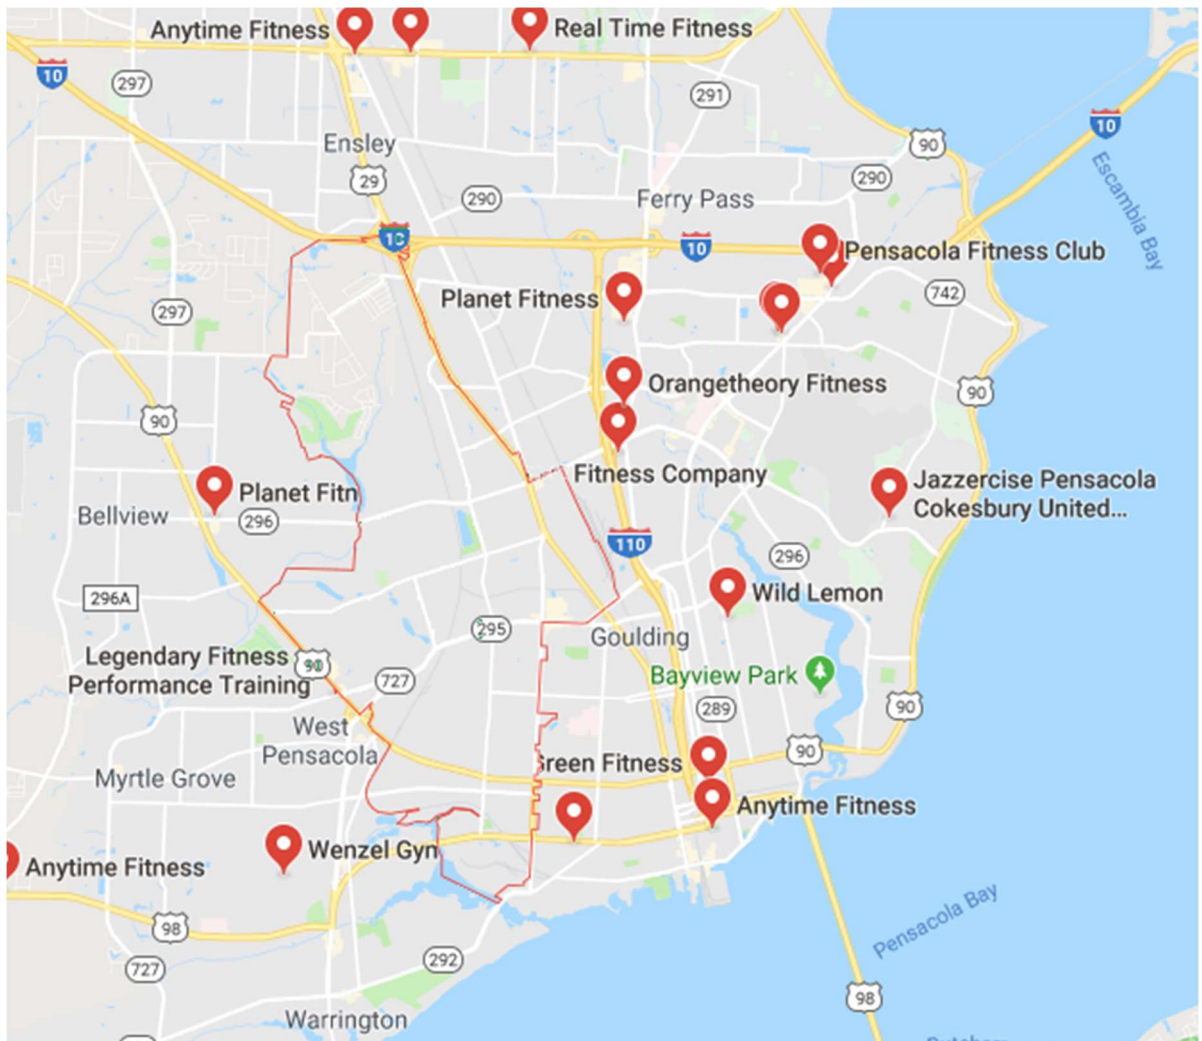 Anytime Fitness
Real Time Fitness
10
297
291
10
Ensley
90
Escambia Bay
29
290
290
Ferry Pass
10
10
Pensacola Fitness Club
Planet Fitness
742
297
Orangetheory Fitness
90
90
Fitness Company
Jazzercise Pensacola
Cokesbury United...
Planet Fitn
296
Bellview
110
296
296A
Wild Lemon
295
Goulding
Legendary Fitness
Performance Training
90
727
Bayview Park
289
90
West
Pensacola
90
Green Fitness
Myrtle Grove
Anytime Fitness
Wenzel Gyn
Anytime Fitness
98
Pensacola Bay
292
727
98
Warrington